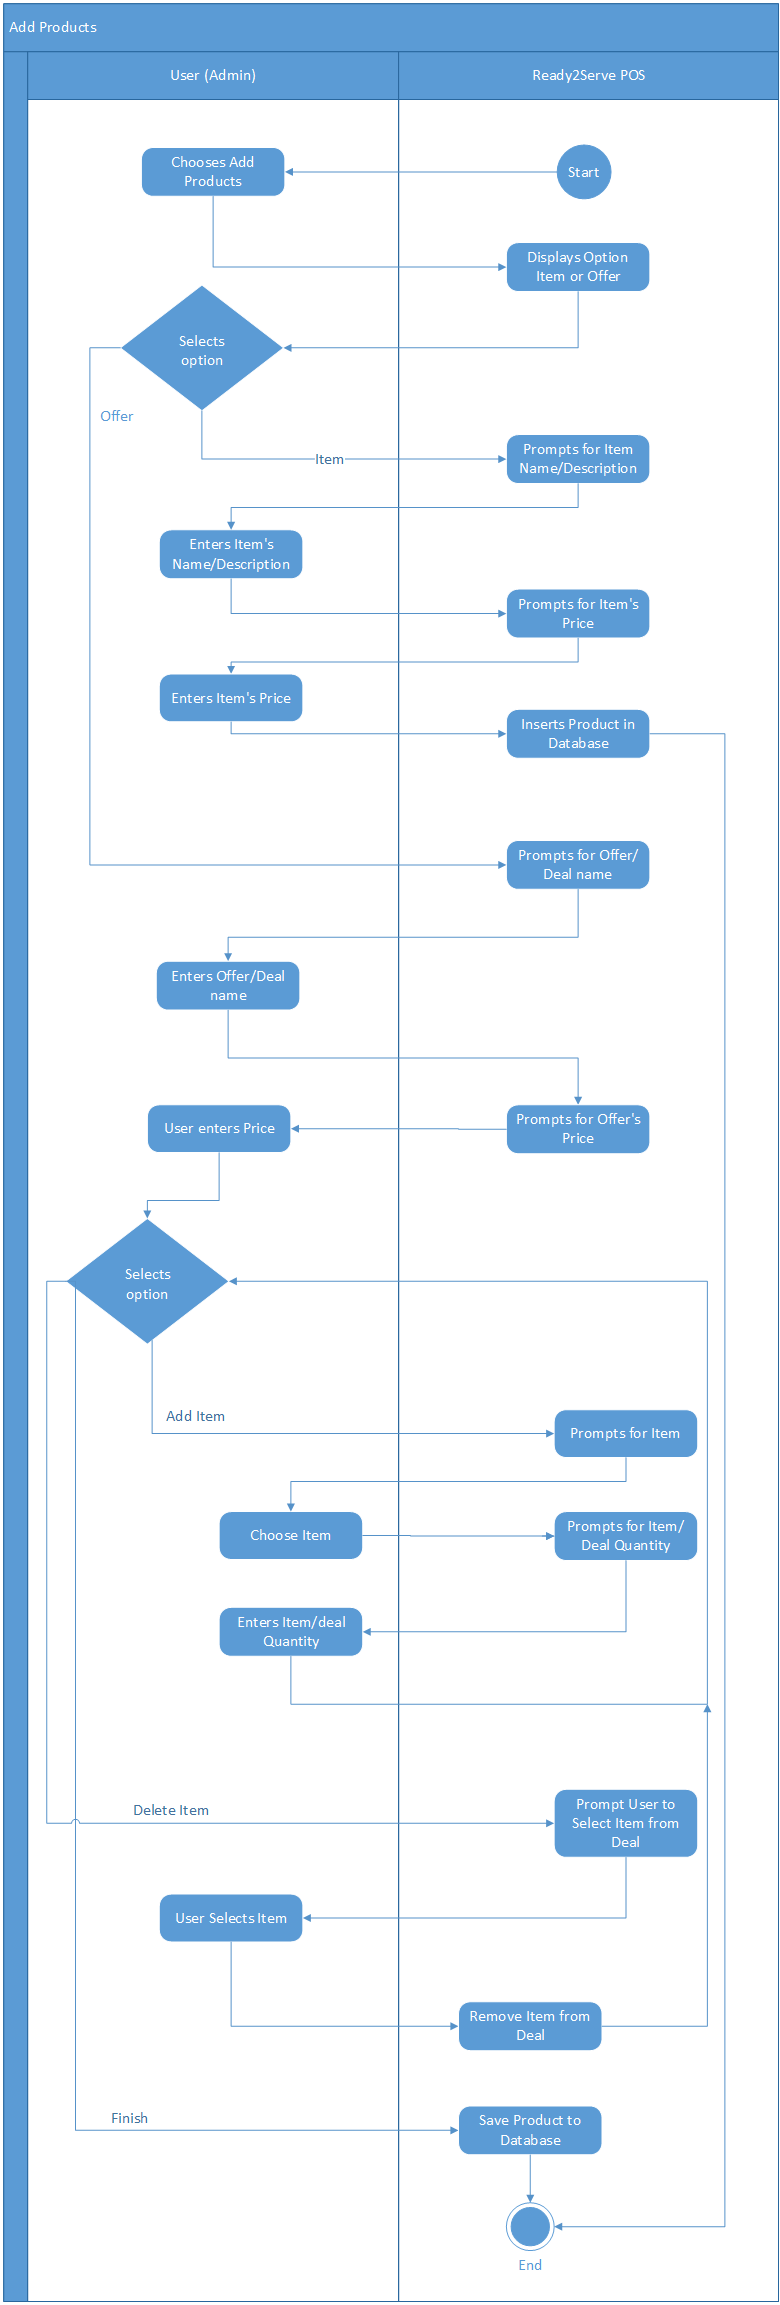 Add Products
User (Admin)
Ready2Serve POS
Chooses Add
Products
Start
Displays Option
Item or Offer
Selects
option
Offer
Item
Prompts for Item
Name/Description
Enters Item's
Name/Description
Prompts for Item's
Price
Enters Item's Price
Inserts Product in
Database
Prompts for Offer/
Deal name
Enters Offer/Deal
name
User enters Price
Prompts for Offer's
Price
Selects
option
Add Item
Prompts for Item
Choose Item
Prompts for Item/
Deal Quantity
Enters Item/deal
Quantity
Delete Item
Prompt User to
Select Item from
Deal
User Selects Item
Remove Item from
Deal
Finish
Save Product to
Database
End